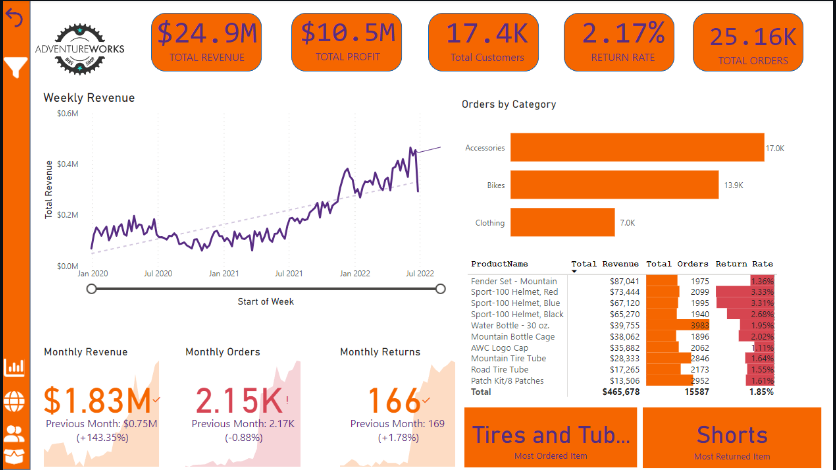 ADVENTUREWORKS
$24.9M
TOTAL REVENUE
$10.5M
TOTAL PROFIT
17.4K
Total Customers
2.17%
RETURN RATE
25.16K
TOTAL ORDERS
Weekly Revenue
Total Revenue
$0.6M
$0.4M
$0.2M
$0.0M
Jan 2020 Jul 2020 Jan 2021 Jul 2021 Jan 2022 Jul 2022
Start of Week
Orders by Category
Accessories 17.0K
Bikes 13.9K
Clothing 7.0K
ProductName Total Revenue Total Orders Return Rate
Fender Set - Mountain $87,041 1975 1.36%
Sport-100 Helmet, Red $73,444 2099 3.33%
Sport-100 Helmet, Blue $67,120 1995 3.31%
Sport-100 Helmet, Black $65,270 1940 2.68%
Water Bottle - 30 oz. $39,755 3983 1.95%
Mountain Bottle Cage $38,062 1896 2.02%
AWC Logo Cap $35,882 2062 1.11%
Mountain Tire Tube $28,333 2846 1.64%
Road Tire Tube $17,265 2173 1.55%
Patch Kit/8 Patches $13,506 2952 1.61%
Total $465,678 15587 1.85%
Monthly Revenue
$1.83M
Previous Month: $0.75M
(+143.35%)
Monthly Orders
2.15K!
Previous Month: 2.17K
(-0.88%)
Monthly Returns
166
Previous Month: 169
(+1.78%)
Tires and Tub...
Most Ordered Item
Shorts
Most Returned Item